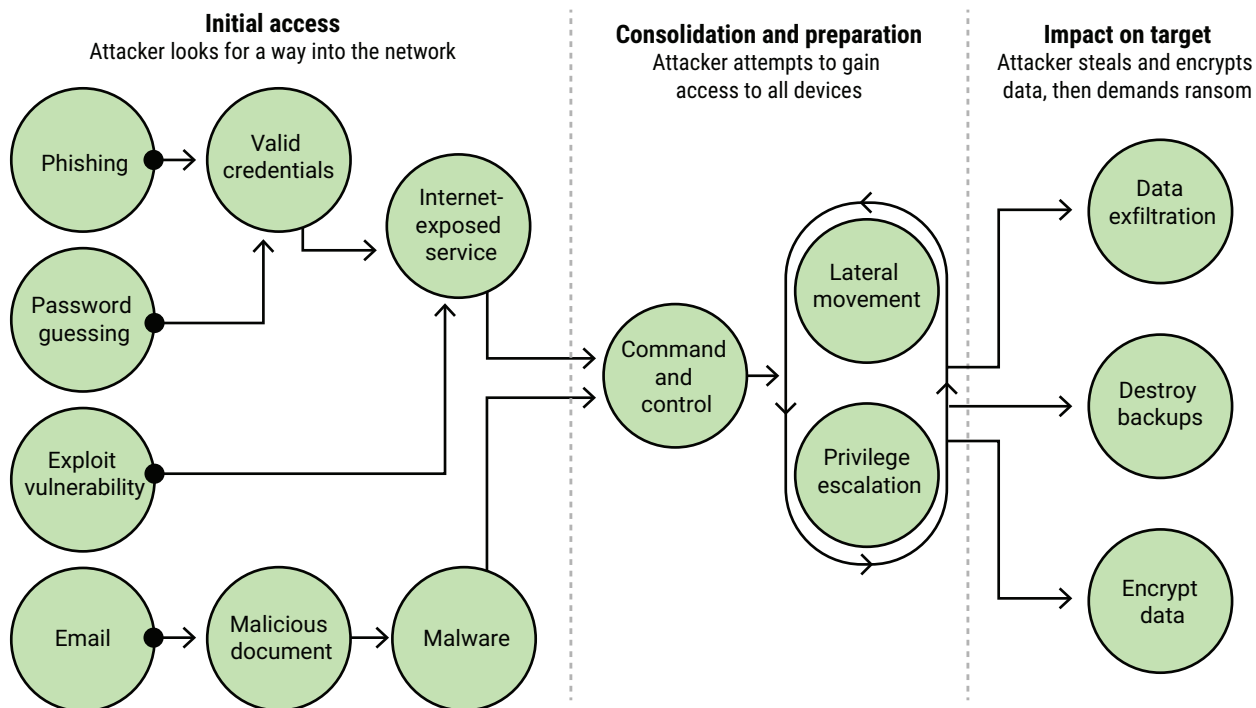 Initial access
Attacker looks for a way into the network
Phishing
Valid
credentials
Internet-
exposed
service
Password
guessing
Exploit
vulnerability
Email
Malicious
document
Malware
Consolidation and preparation
Attacker attempts to gain
access to all devices
Command
and
control
Lateral
movement
Privilege
escalation
Impact on target
Attacker steals and encrypts
data, then demands ransom
Data
exfiltration
Destroy
backups
Encrypt
data